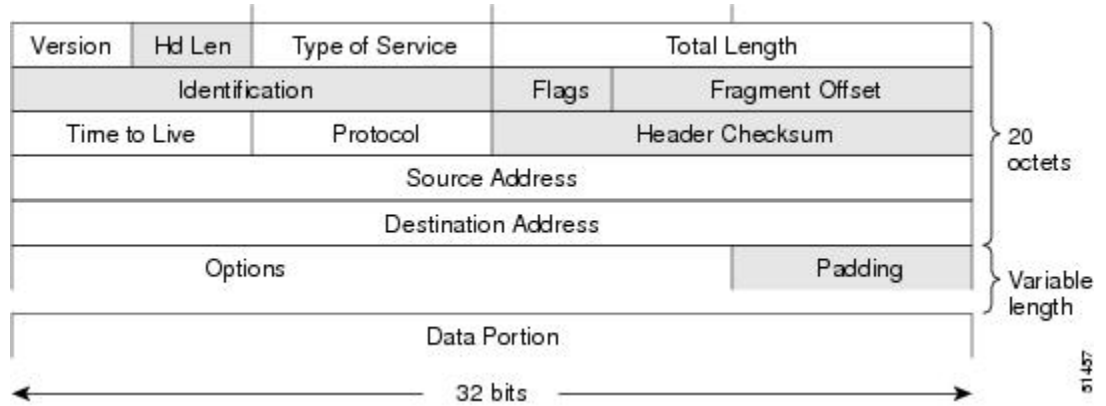 Version Hd Len Type of Service Total Length
Identification Flags Fragment Offset
Time to Live Protocol Header Checksum
20
octets
Source Address
Destination Address
Options Padding
Variable
length
Data Portion
32 bits
51457